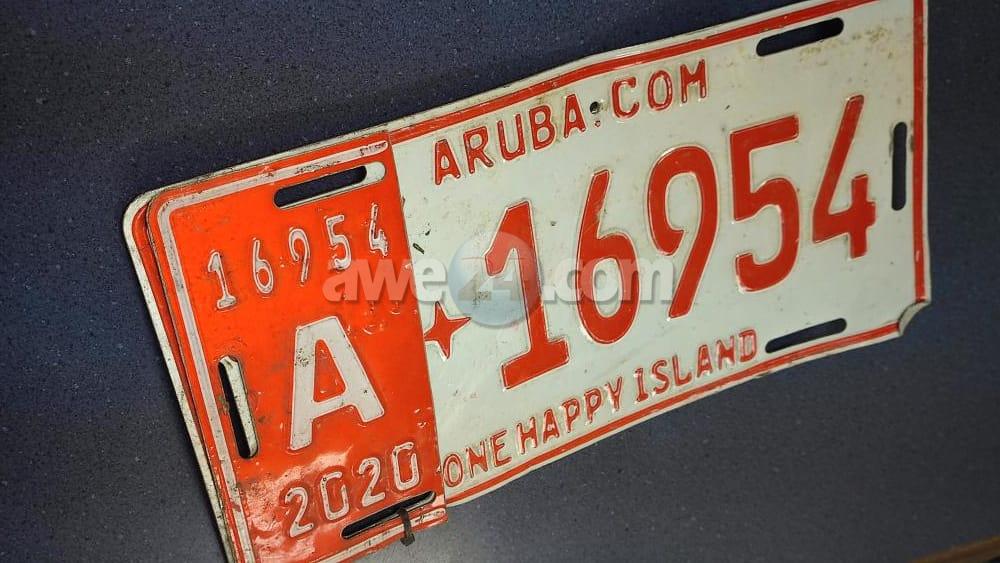 16954
A
2020
ARUBA.COM
16954
ONE HAPPY ISLAND
awe24.com